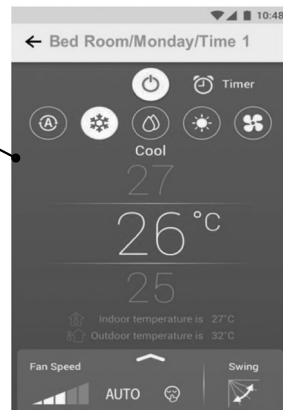 10:48
← Bed Room/Monday/Time 1
Timer
A
Cool
27
26°C
25
Indoor temperature is 27°C
Outdoor temperature is 32°C
Fan Speed
Swing
AUTO